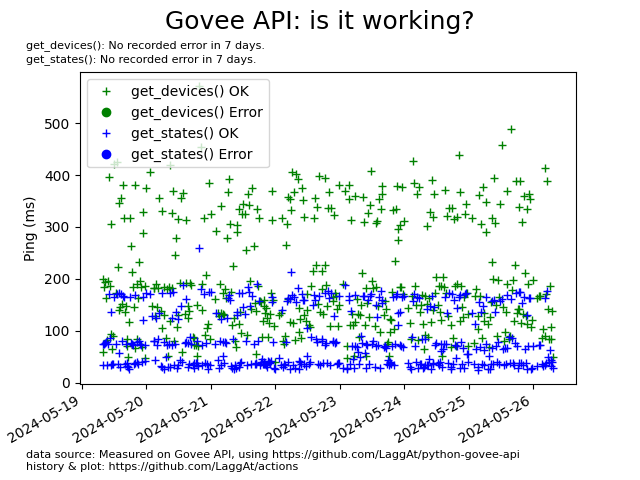 Govee API: is it working?
get_devices(): No recorded error in 7 days.
get_states(): No recorded error in 7 days.
get_devices() OK
get_devices() Error
get_states() OK
get_states() Error
Ping (ms)
500
400
300
200
100
0
2024-05-19
2024-05-20
2024-05-21
2024-05-22
2024-05-23
2024-05-24
2024-05-25
2024-05-26
data source: Measured on Govee API, using https://github.com/LaggAt/python-govee-api
history & plot: https://github.com/LaggAt/actions